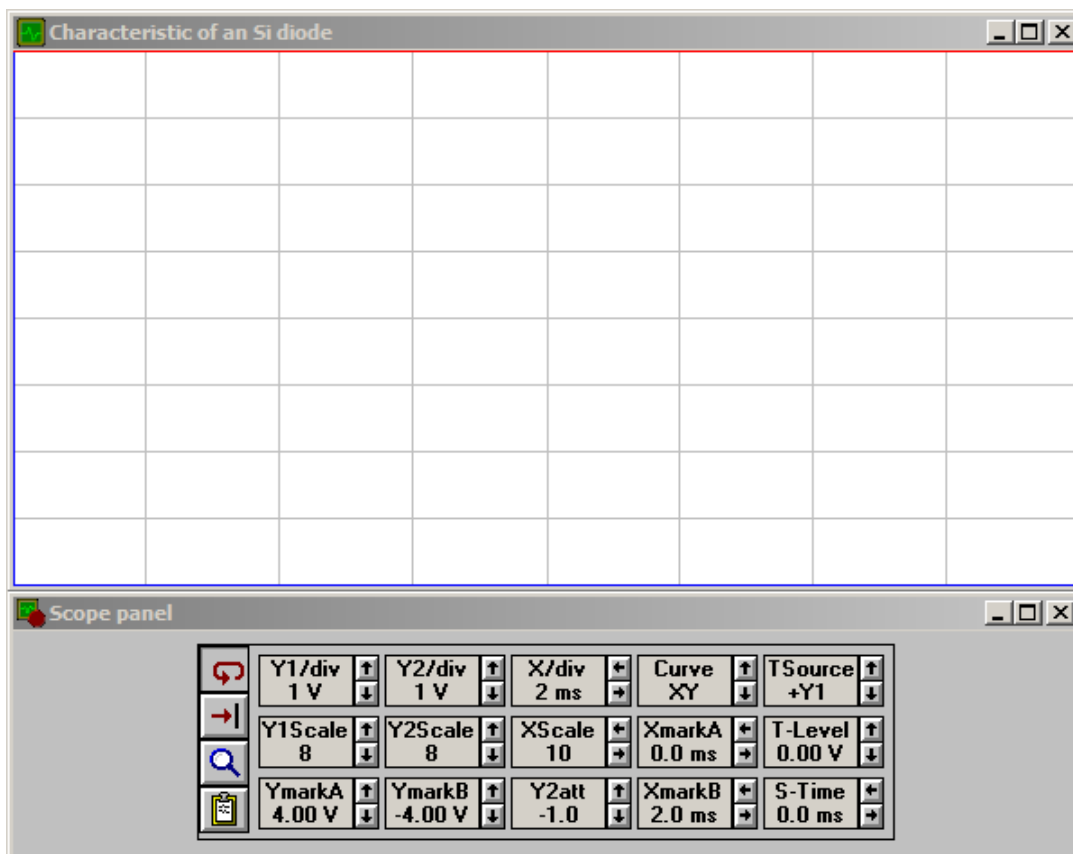 Characteristic of an Si diode
Scope panel
Y1/div
1 V
Y2/div
1 V
X/div
2 ms
Curve
XY
TSource
+Y1
Y1Scale
8
Y2Scale
8
XScale
10
XmarkA
0.0 ms
T-Level
0.00 V
YmarkA
4.00 V
YmarkB
-4.00 V
Y2att
-1.0
XmarkB
2.0 ms
S-Time
0.0 ms